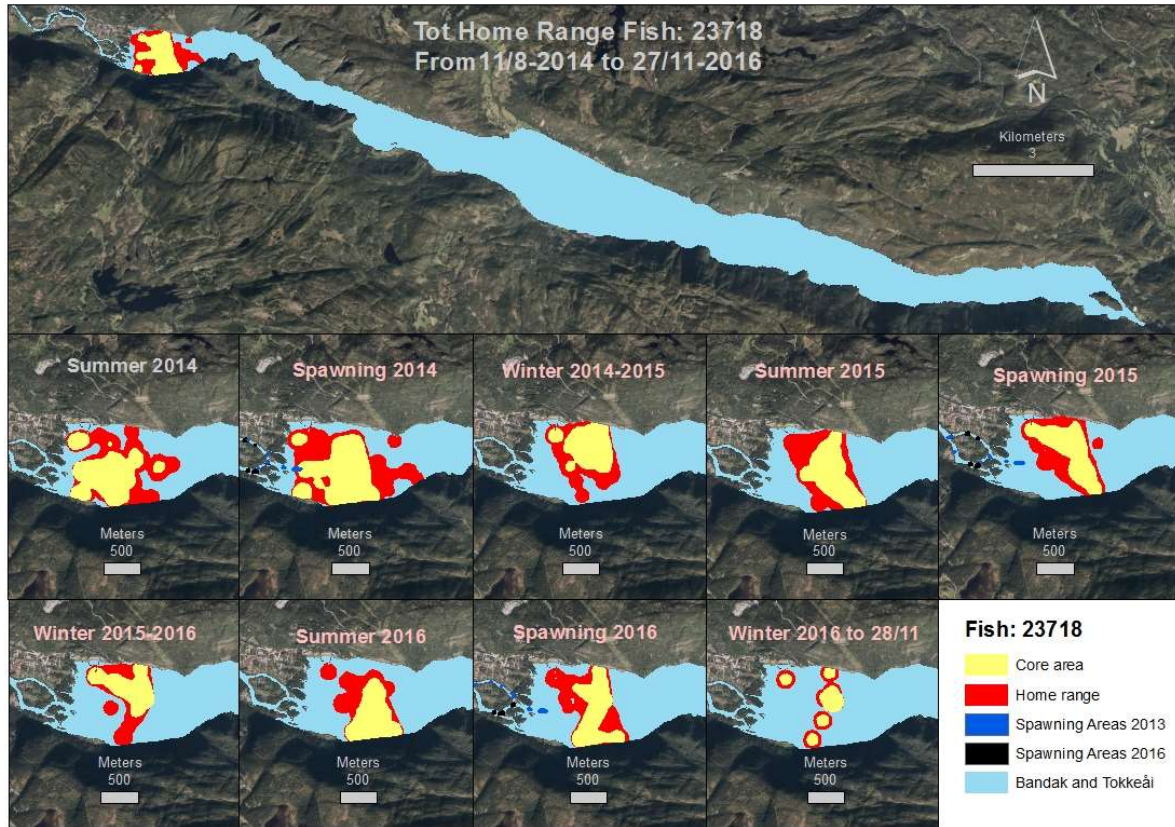 Tot Home Range Fish: 23718
From11/8-2014 to 27/11-2016
N
Kilometers
3
Summer 2014
Meters
500
Spawning 2014
Meters
500
Winter 2014-2015
Meters
500
Summer 2015
Meters
500
Spawning 2015
Meters
500
Winter 2015-2016
Meters
500
Summer 2016
Meters
500
Spawning 2016
Meters
500
Winter 2016 to 28/11
Meters
500
Fish: 23718
Core area
Home range
Spawning Areas 2013
Spawning Areas 2016
Bandak and Tokkeåi